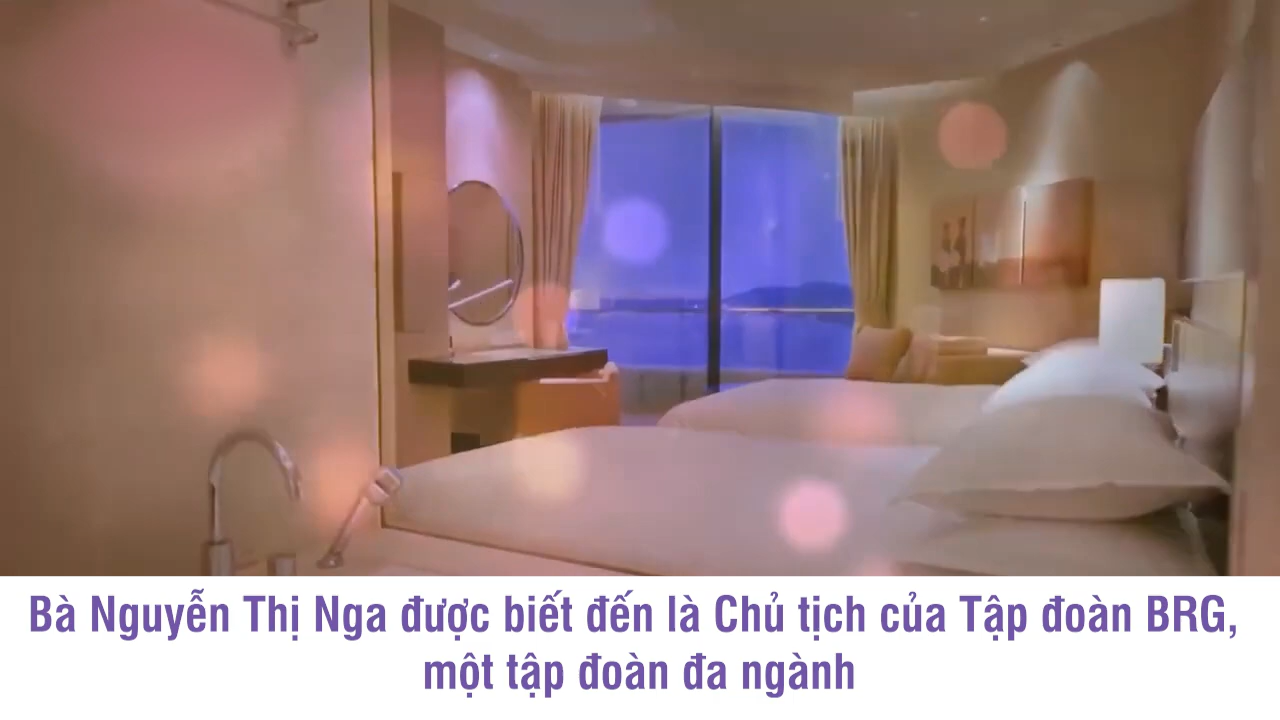 Bà Nguyễn Thị Nga được biết đến là Chủ tịch của Tập đoàn BRG,
một tập đoàn đa ngành